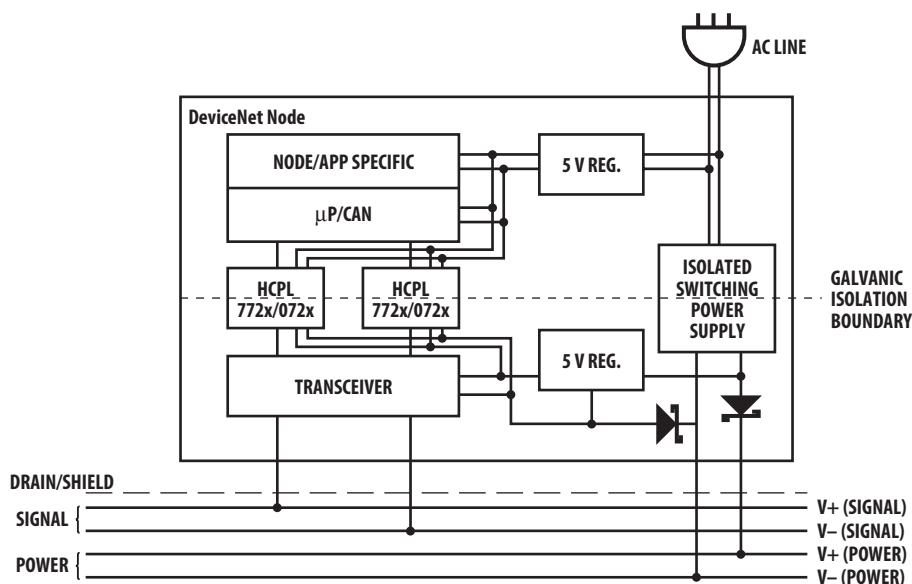 AC LINE
DeviceNet Node
NODE/APP SPECIFIC
5 V REG.
μP/CAN
HCPL
772x/072x
HCPL
772x/072x
ISOLATED
SWITCHING
POWER
SUPPLY
GALVANIC
ISOLATION
BOUNDARY
TRANSCEIVER
5 V REG.
DRAIN/SHIELD
SIGNAL
V+ (SIGNAL)
V– (SIGNAL)
POWER
V+ (POWER)
V– (POWER)